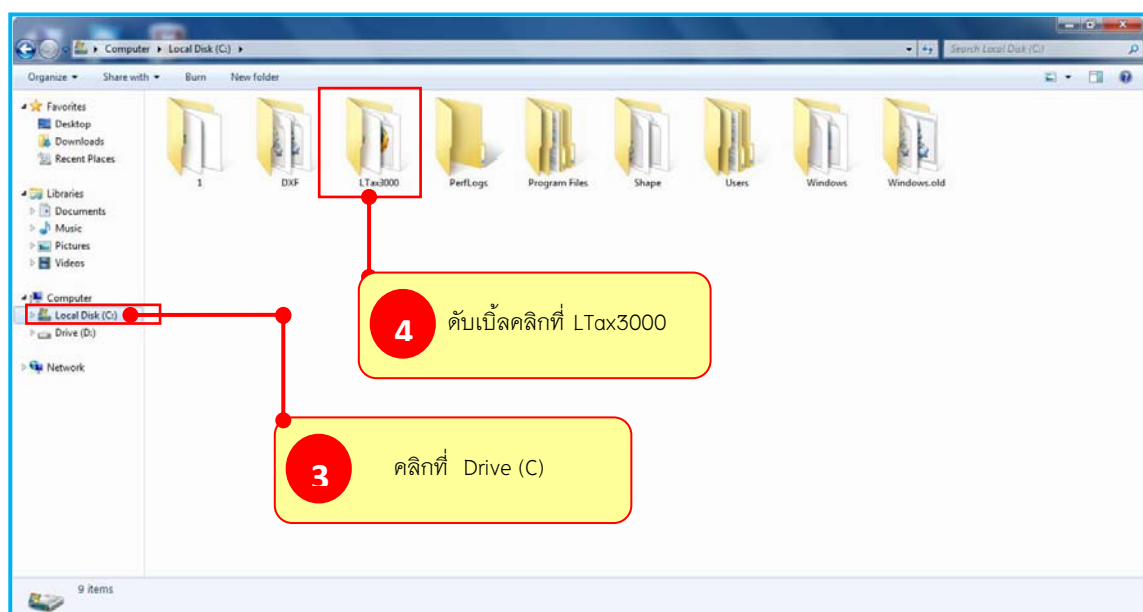 Computer ▸ Local Disk (C:) ▸
Search Local Disk (C:)
Organize Share with Burn New folder
Favorites
Desktop
Downloads
Recent Places
Libraries
Documents
Music
Pictures
Videos
Computer
Local Disk (C:)
Drive (D:)
Network
1 DXF LTax3000 PerfLogs Program Files Shape Users Windows Windows.old
4 ดับเบิ้ลคลิกที่ LTax3000
3 คลิกที่ Drive (C)
9 items